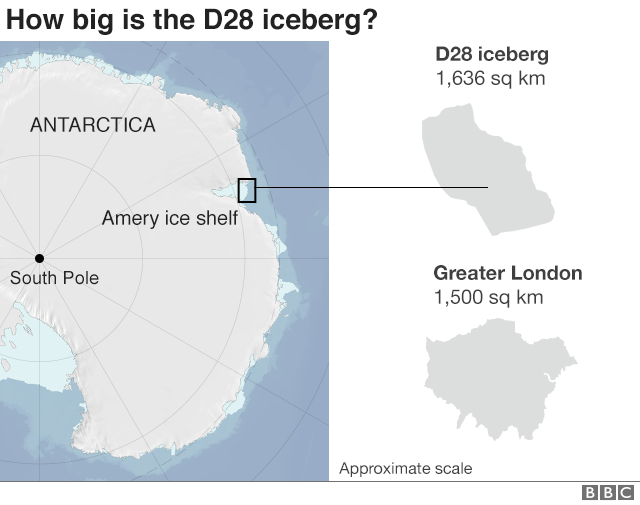 How big is the D28 iceberg?
D28 iceberg
1,636 sq km
ANTARCTICA
Amery ice shelf
South Pole
Greater London
1,500 sq km
Approximate scale
BBC